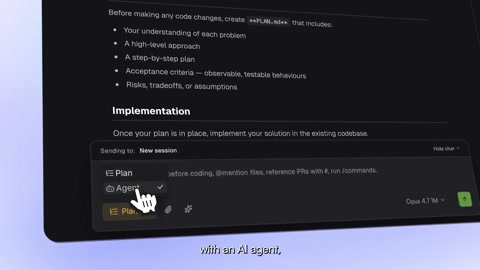 Before making any code changes, create **PLAN.md** that includes:
Your understanding of each problem
A high-level approach
A step-by-step plan
Acceptance criteria — observable, testable behaviours
Risks, tradeoffs, or assumptions
Implementation
Once your plan is in place, implement your solution in the existing codebase.
Sending to: New session
Hide chat
Plan
before coding, @mention files, reference PRs with #, run /commands.
Agent
Plan
Opus 4.7 1M
with an AI agent,